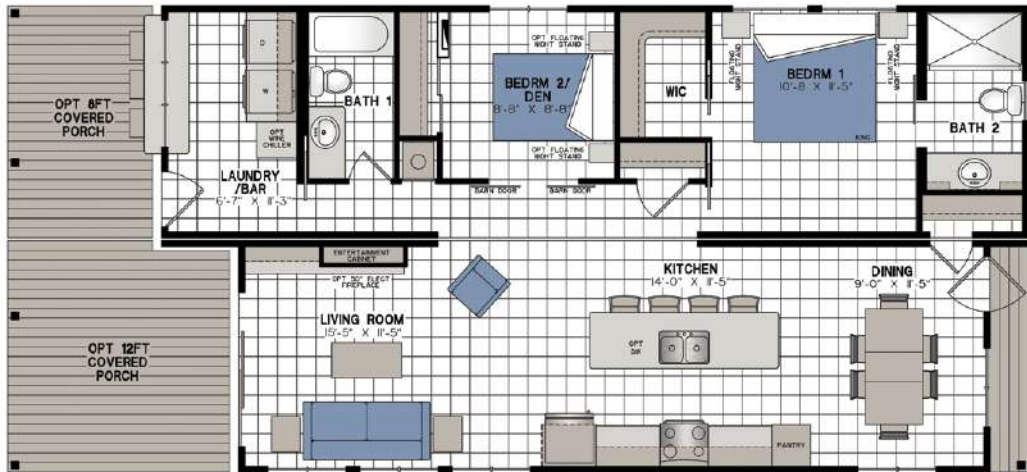 OPT 8FT
COVERED
PORCH
D
W
OPT
WINE
CHILLER
LAUNDRY
/BAR
6'-7" X 11'-3"
BATH 1
OPT FLOATING
NIGHT STAND
BEDRM 2/
DEN
8'-8" X 8'-8"
OPT FLOATING
NIGHT STAND
BARN DOOR
BARN DOOR
WIC
FLOATING
NIGHT STAND
BEDRM 1
10'-8 X 11'-5"
FLOATING
NIGHT STAND
KING
BATH 2
OPT 12FT
COVERED
PORCH
ENTERTAINMENT
CABINET
OPT 50" ELECT
FIREPLACE
LIVING ROOM
15'-5" X 11'-5"
KITCHEN
14'-0" X 11'-5"
OPT
DW
PANTRY
DINING
9'-0" X 11'-5"